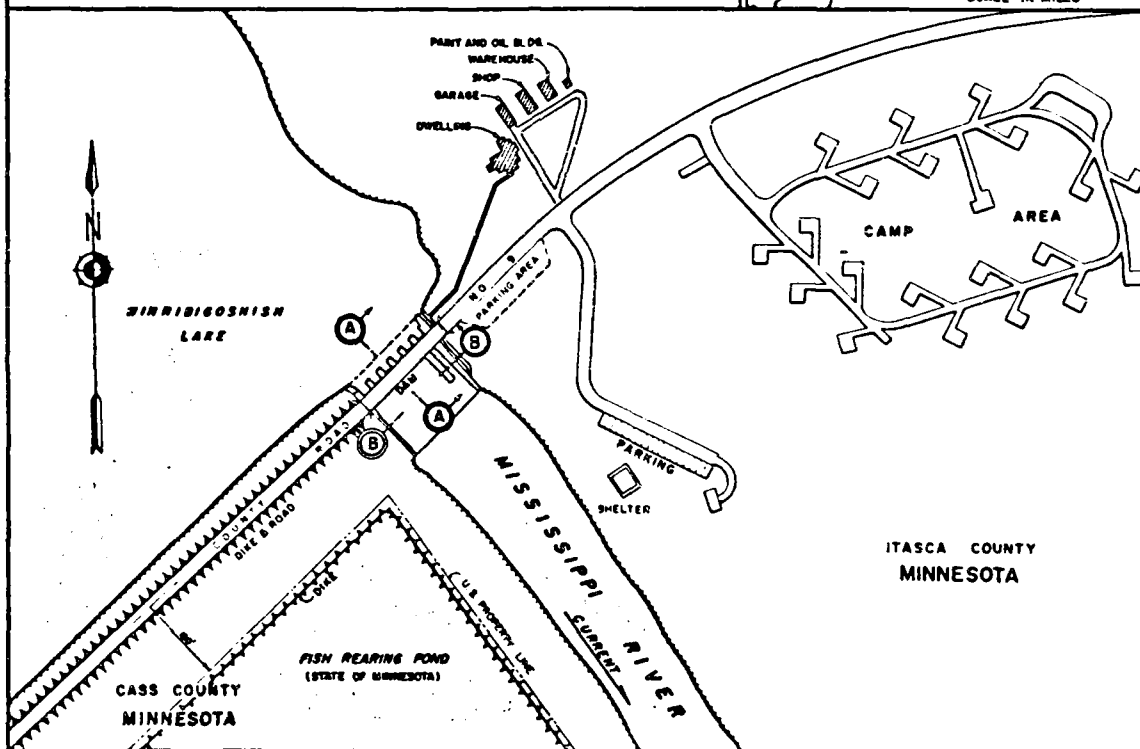 PAINT AND OIL BLDG.
WAREHOUSE
SHOP
GARAGE
DWELLING
N
CAMP AREA
WINNIBIGOSHISH
LAKE
NO. 9
PARKING AREA
A
B
DAM
A
B
COUNTY ROAD
DIKE & ROAD
PARKING
SHELTER
MISSISSIPPI RIVER
CURRENT
ITASCA COUNTY
MINNESOTA
DIKE
U.S. PROPERTY LINE
FISH REARING POND
(STATE OF MINNESOTA)
CASS COUNTY
MINNESOTA